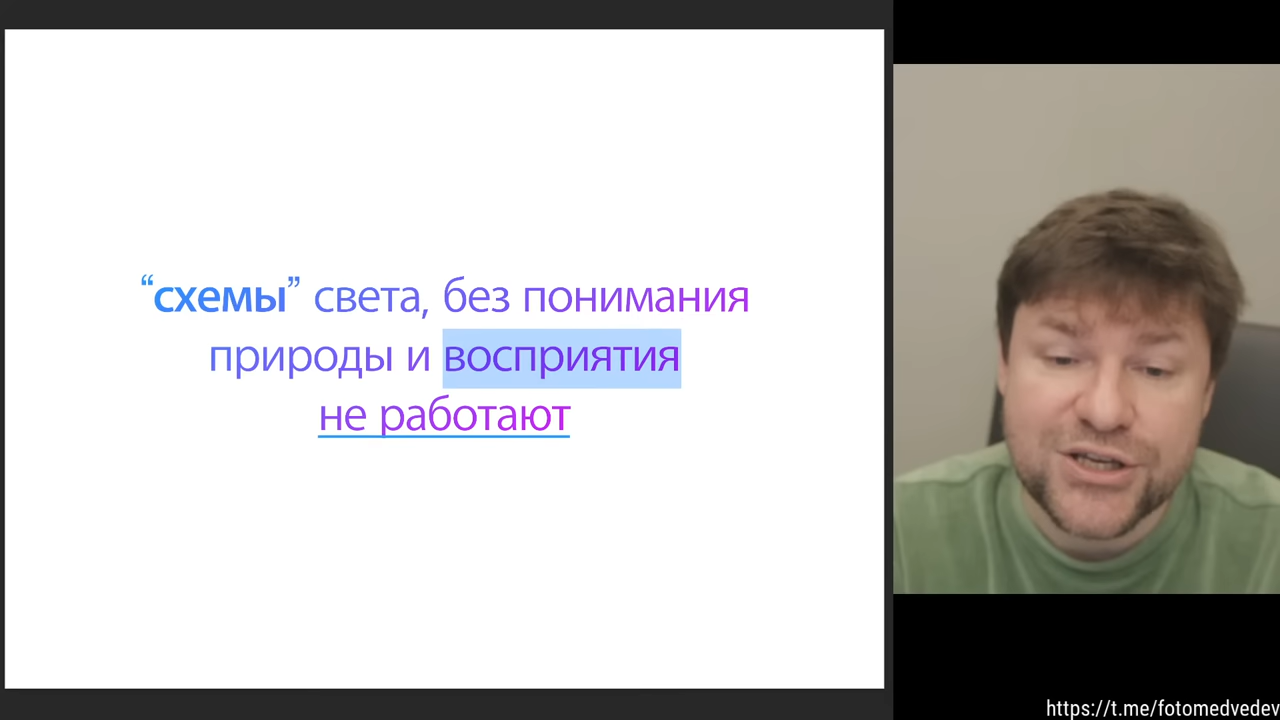 “схемы” света, без понимания
природы и восприятия
не работают
https://t.me/fotomedvedev